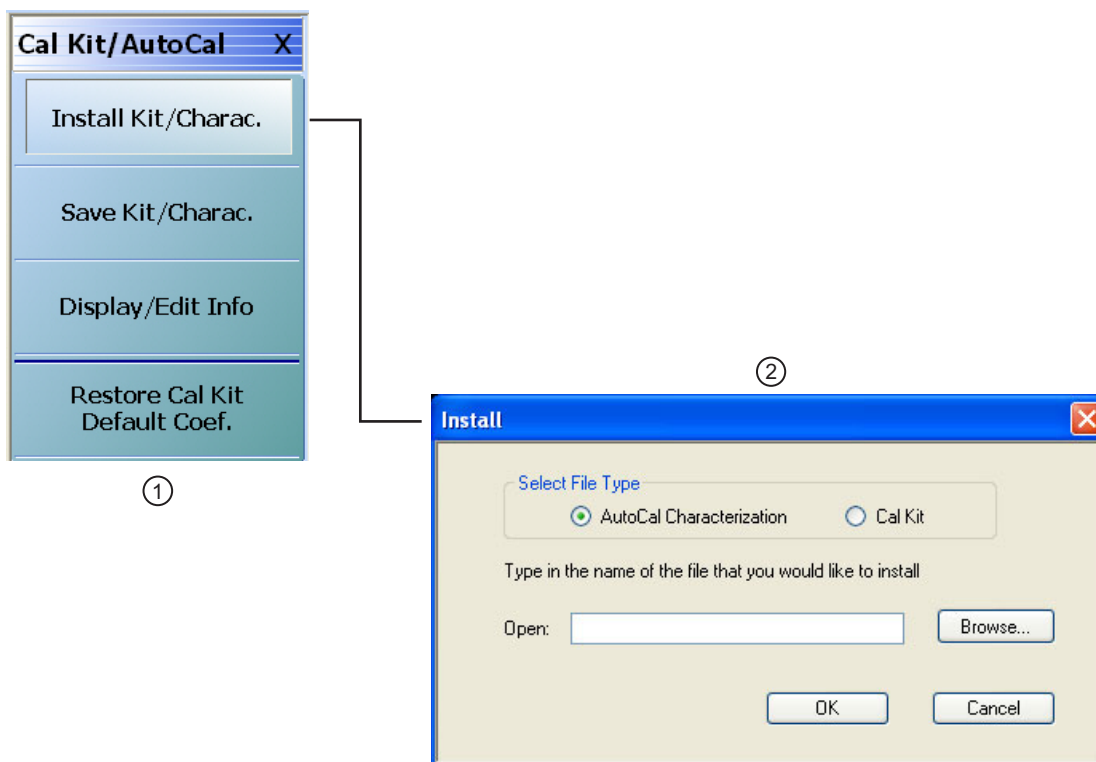 Cal Kit/AutoCal X
Install Kit/Charac.
Save Kit/Charac.
Display/Edit Info
Restore Cal Kit
Default Coef.
①
②
Install
Select File Type
AutoCal Characterization
Cal Kit
Type in the name of the file that you would like to install
Open:
Browse...
OK
Cancel